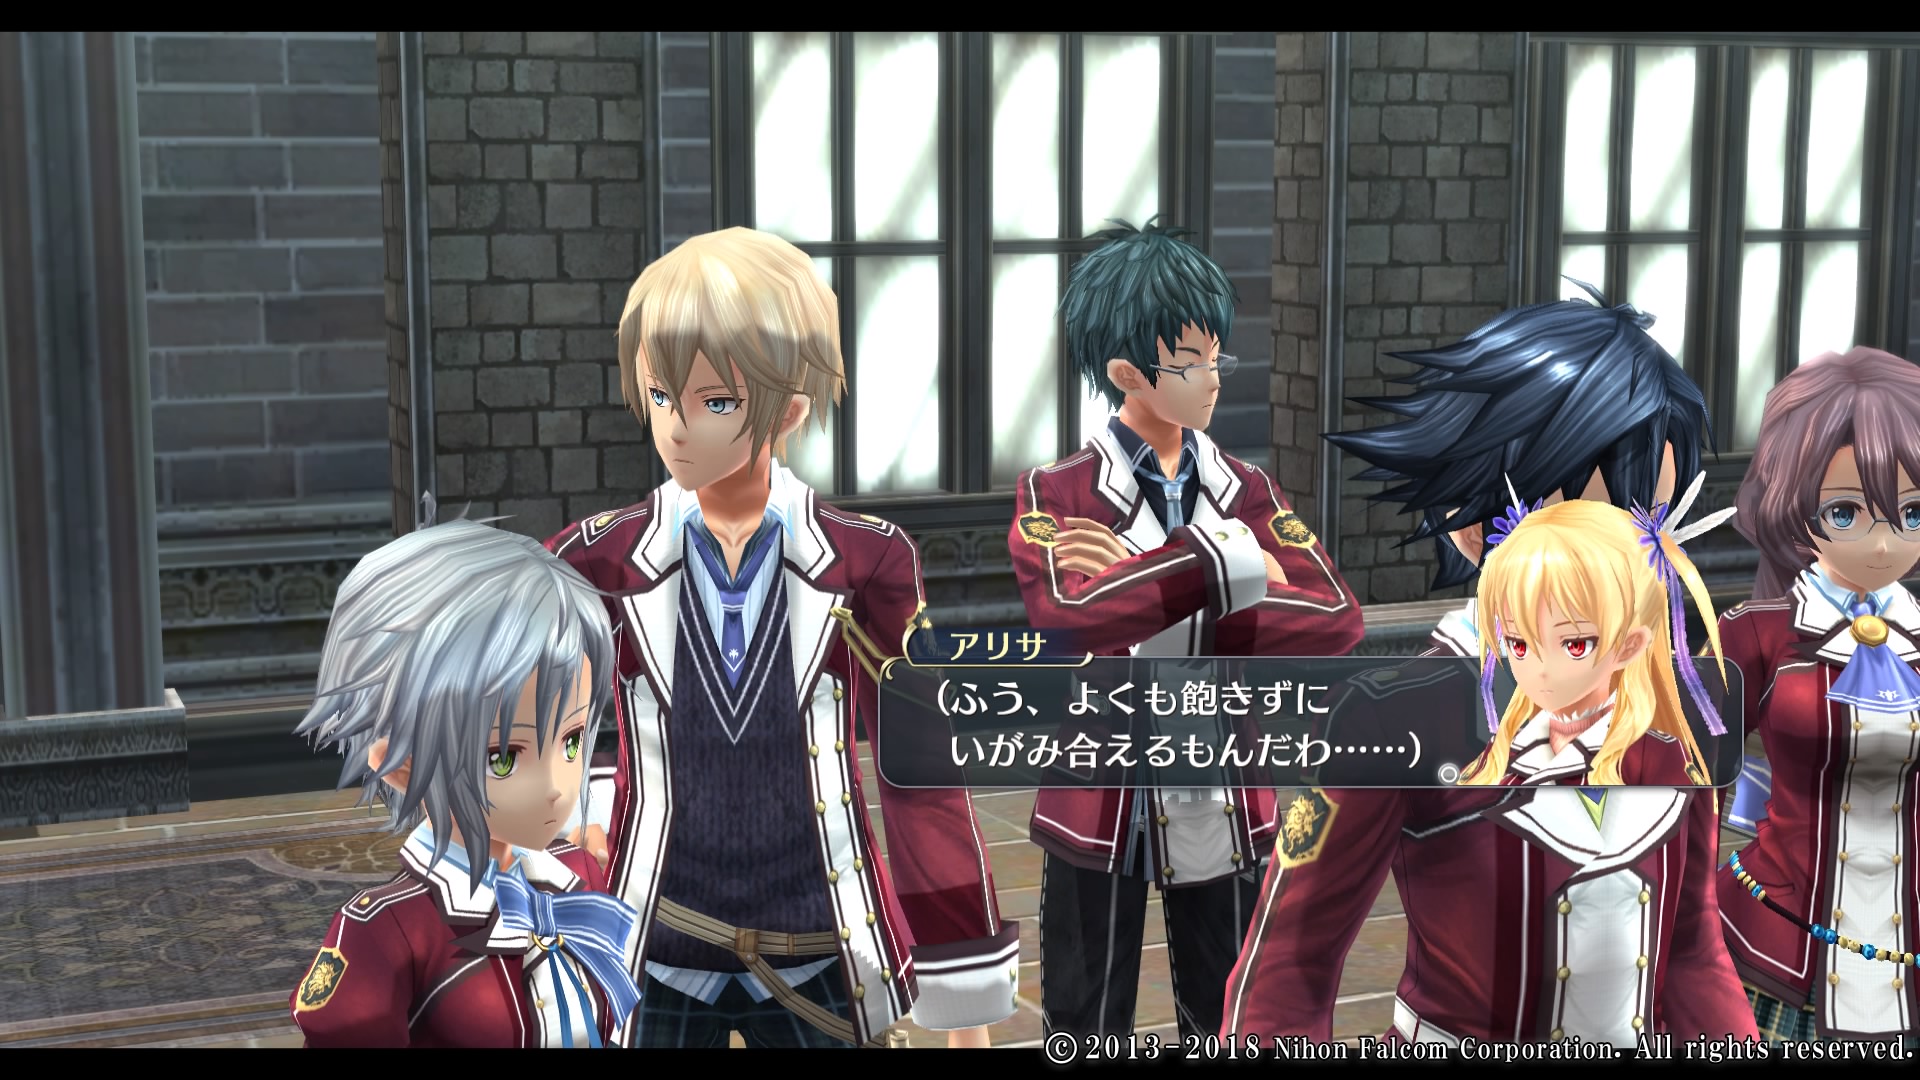 アリサ
（ふう、よくも飽きずに
いがみ合えるもんだわ……）
©2013-2018 Nihon Falcom Corporation. All rights reserved.